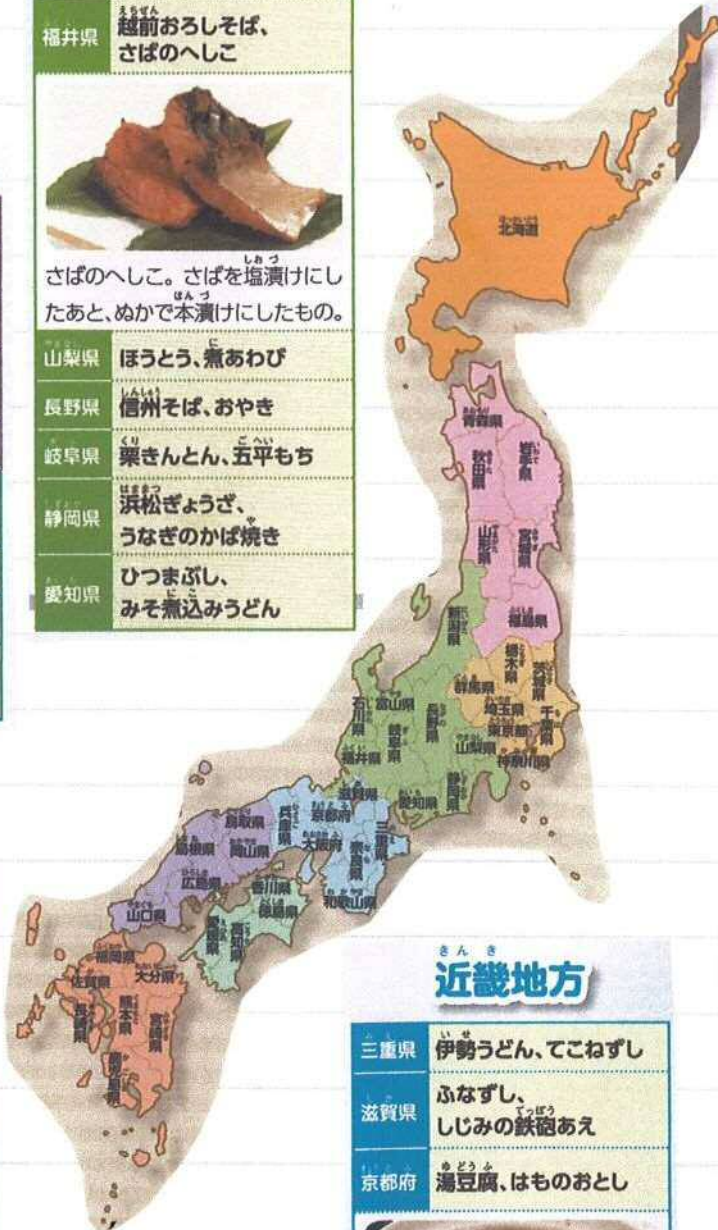 福井県 越前おろしそば、
さばのへしこ
さばのへしこ。さばを塩漬けにし
たあと、ぬかで本漬けにしたもの。
山梨県 ほうとう、煮あわび
長野県 信州そば、おやき
岐阜県 栗きんとん、五平もち
静岡県 浜松ぎょうざ、
うなぎのかば焼き
愛知県 ひつまぶし、
みそ煮込みうどん
北海道
青森県
秋田県
岩手県
山形県
宮城県
福島県
新潟県
栃木県
茨城県
群馬県
埼玉県
東京都
千葉県
神奈川県
石川県
富山県
福井県
岐阜県
長野県
山梨県
静岡県
愛知県
滋賀県
京都府
兵庫県
大阪府
奈良県
三重県
和歌山県
鳥取県
島根県
岡山県
広島県
山口県
香川県
徳島県
愛媛県
高知県
福岡県
佐賀県
大分県
長崎県
熊本県
宮崎県
鹿児島県
近畿地方
三重県 伊勢うどん、てこねずし
滋賀県 ふなずし、
しじみの鉄砲あえ
京都府 湯豆腐、はものおとし